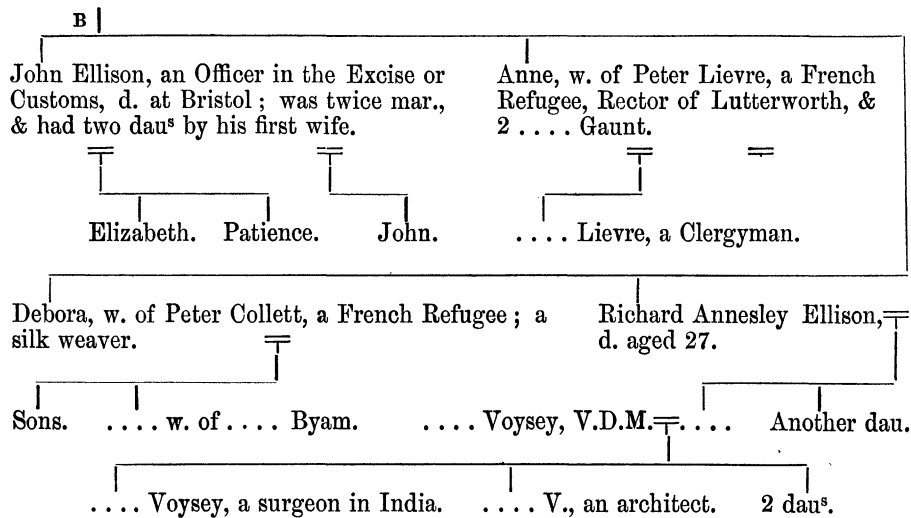 B
John Ellison, an Officer in the Excise or
Customs, d. at Bristol; was twice mar.,
& had two dauˢ by his first wife.
Anne, w. of Peter Lievre, a French
Refugee, Rector of Lutterworth, &
2 . . . . Gaunt.
Elizabeth. Patience. John. . . . . Lievre, a Clergyman.
Debora, w. of Peter Collett, a French Refugee; a
silk weaver.
Richard Annesley Ellison,
d. aged 27.
Sons. . . . . w. of . . . . Byam. . . . . Voysey, V.D.M. . . . . Another dau.
. . . . Voysey, a surgeon in India. . . . . V., an architect. 2 dauˢ.